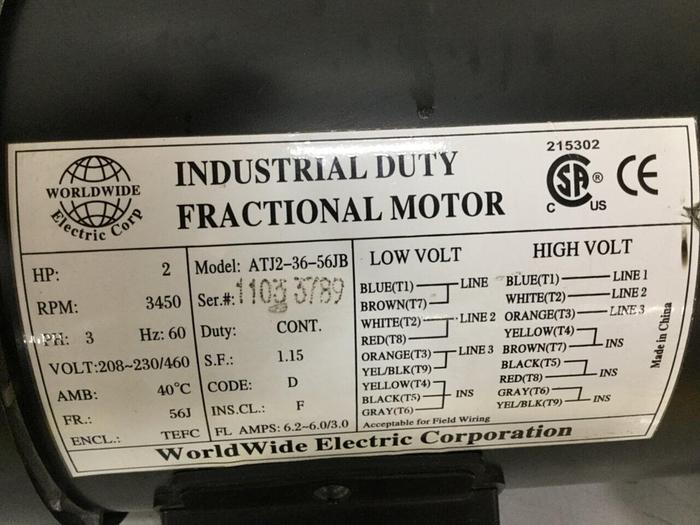 WORLDWIDE
Electric Corp
INDUSTRIAL DUTY
FRACTIONAL MOTOR
215302
CSA ®
C US
CE
HP: 2
RPM: 3450
PH: 3 Hz: 60
VOLT:208~230/460
AMB: 40°C
FR.: 56J
ENCL.: TEFC
Model: ATJ2-36-56JB
Ser.#: 1103 3789
Duty: CONT.
S.F.: 1.15
CODE: D
INS.CL.: F
FL AMPS: 6.2~6.0/3.0
LOW VOLT
BLUE(T1) LINE
BROWN(T7)
WHITE(T2) LINE 2
RED(T8)
ORANGE(T3) LINE 3
YEL/BLK(T9)
YELLOW(T4)
BLACK(T5) INS
GRAY(T6)
Acceptable for Field Wiring
HIGH VOLT
BLUE(T1) LINE 1
WHITE(T2) LINE 2
ORANGE(T3) LINE 3
YELLOW(T4)
BROWN(T7) INS
BLACK(T5)
RED(T8) INS
GRAY(T6)
YEL/BLK(T9) INS
Made in China
WorldWide Electric Corporation